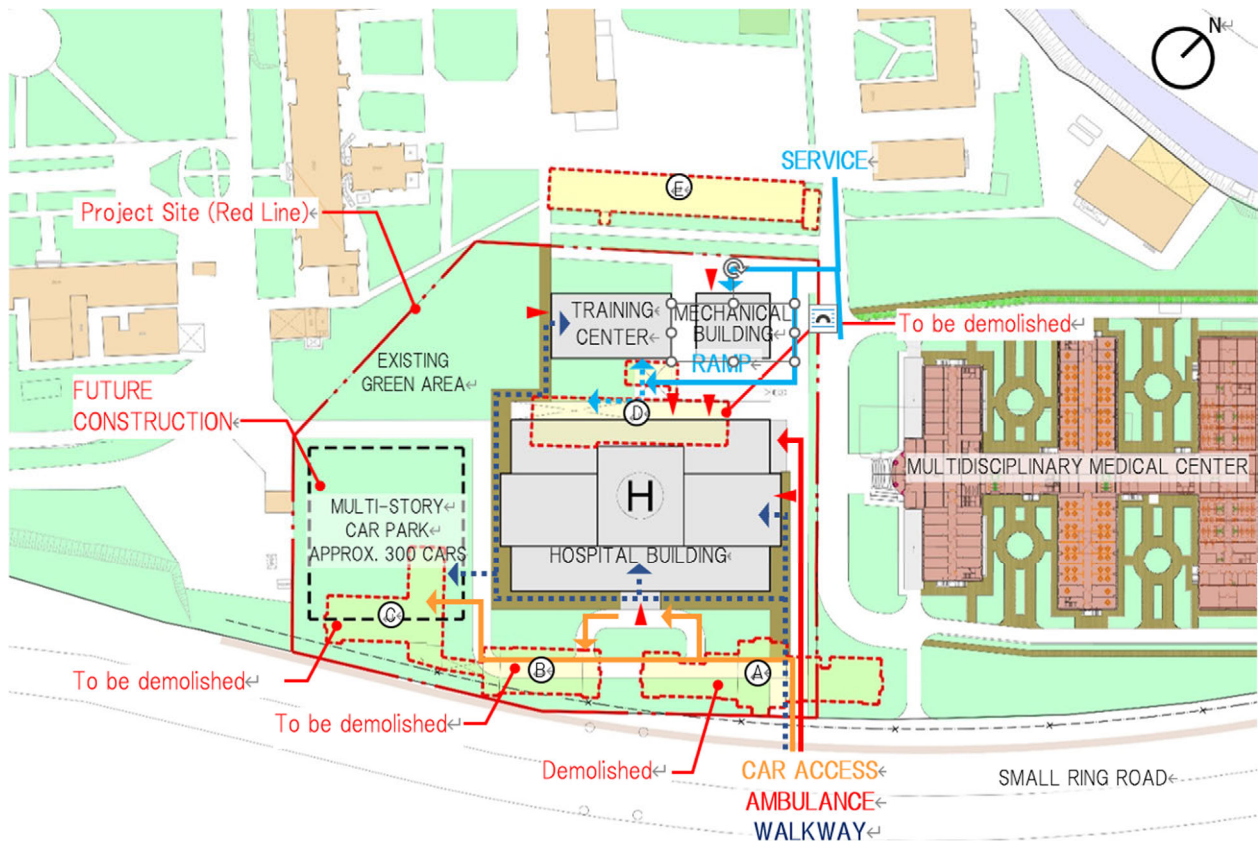 N
SERVICE
E
Project Site (Red Line)
TRAINING
CENTER
MECHANICAL
BUILDING
To be demolished
RAMP
EXISTING
GREEN AREA
FUTURE
CONSTRUCTION
D
MULTIDISCIPLINARY MEDICAL CENTER
H
MULTI-STORY
CAR PARK
APPROX. 300 CARS
HOSPITAL BUILDING
C
B
A
To be demolished
To be demolished
Demolished
CAR ACCESS
AMBULANCE
WALKWAY
SMALL RING ROAD